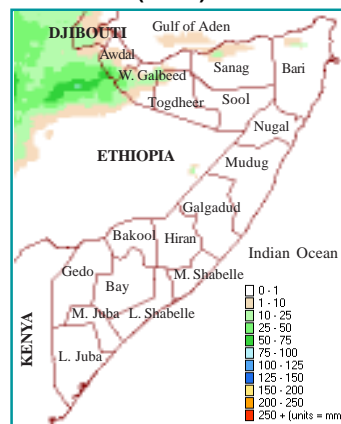 DJIBOUTI
Gulf of Aden
Awdal
W. Galbeed
Sanag
Bari
Togdheer
Sool
Nugal
ETHIOPIA
Mudug
Galgadud
Bakool
Hiran
Indian Ocean
Gedo
Bay
M. Shabelle
M. Juba
L. Shabelle
KENYA
L. Juba
0 - 1
1 - 10
10 - 25
25 - 50
50 - 75
75 - 100
100 - 125
125 - 150
150 - 200
200 - 250
250 + (units = mm